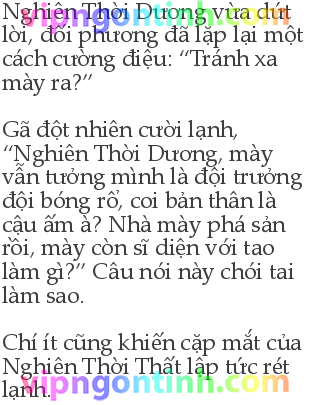 Nghiên Thời Dương vừa dứt
lời, đối phương đã lặp lại một
cách cường điệu: “Tránh xa
mày ra?”
Gã đột nhiên cười lạnh,
“Nghiên Thời Dương, mày
vẫn tưởng mình là đội trưởng
đội bóng rổ, coi bản thân là
cậu ấm à? Nhà mày phá sản
rồi, mày còn sĩ diện với tao
làm gì?” Câu nói này chói tai
làm sao.
Chí ít cũng khiến cặp mắt của
Nghiên Thời Thất lập tức rét
lạnh.
vipngontinh.com
vipngontinh.com